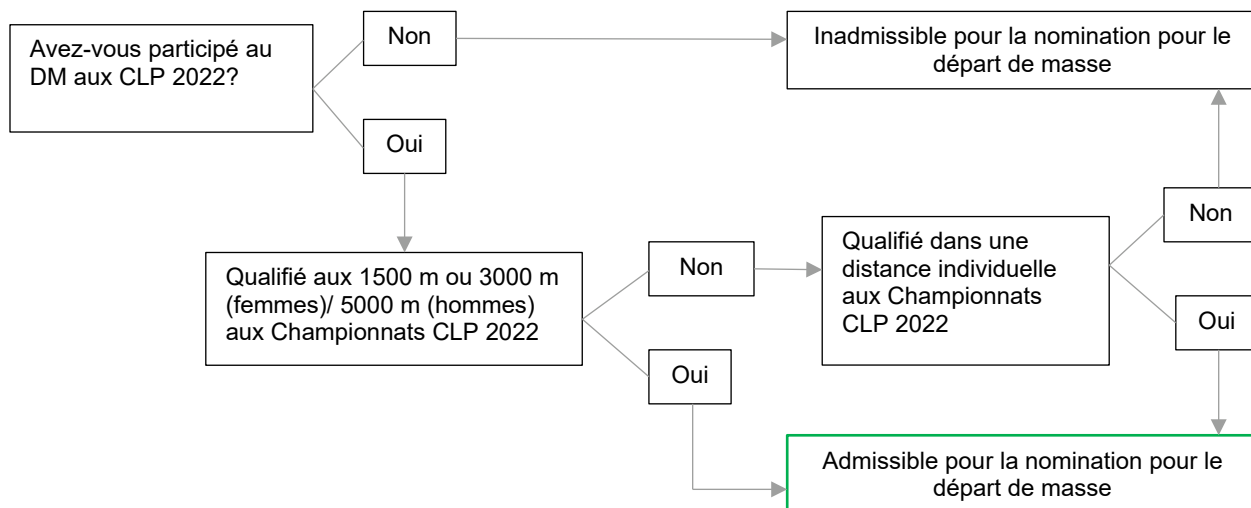 Avez-vous participé au
DM aux CLP 2022?
Non
Inadmissible pour la nomination pour le
départ de masse
Oui
Qualifié aux 1500 m ou 3000 m
(femmes)/ 5000 m (hommes)
aux Championnats CLP 2022
Non
Qualifié dans une
distance individuelle
aux Championnats
CLP 2022
Non
Oui
Oui
Admissible pour la nomination pour le
départ de masse